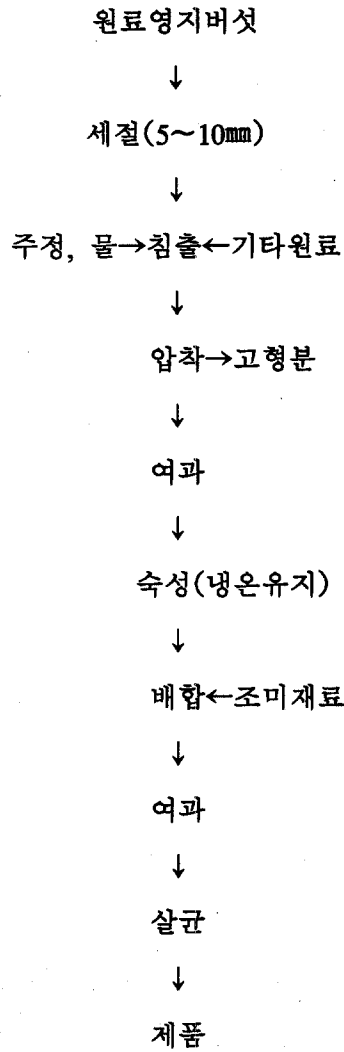 원료영지버섯
↓
세절(5~10㎜)
↓
주정, 물→침출←기타원료
↓
압착→고형분
↓
여과
↓
숙성(냉온유지)
↓
배합←조미재료
↓
여과
↓
살균
↓
제품